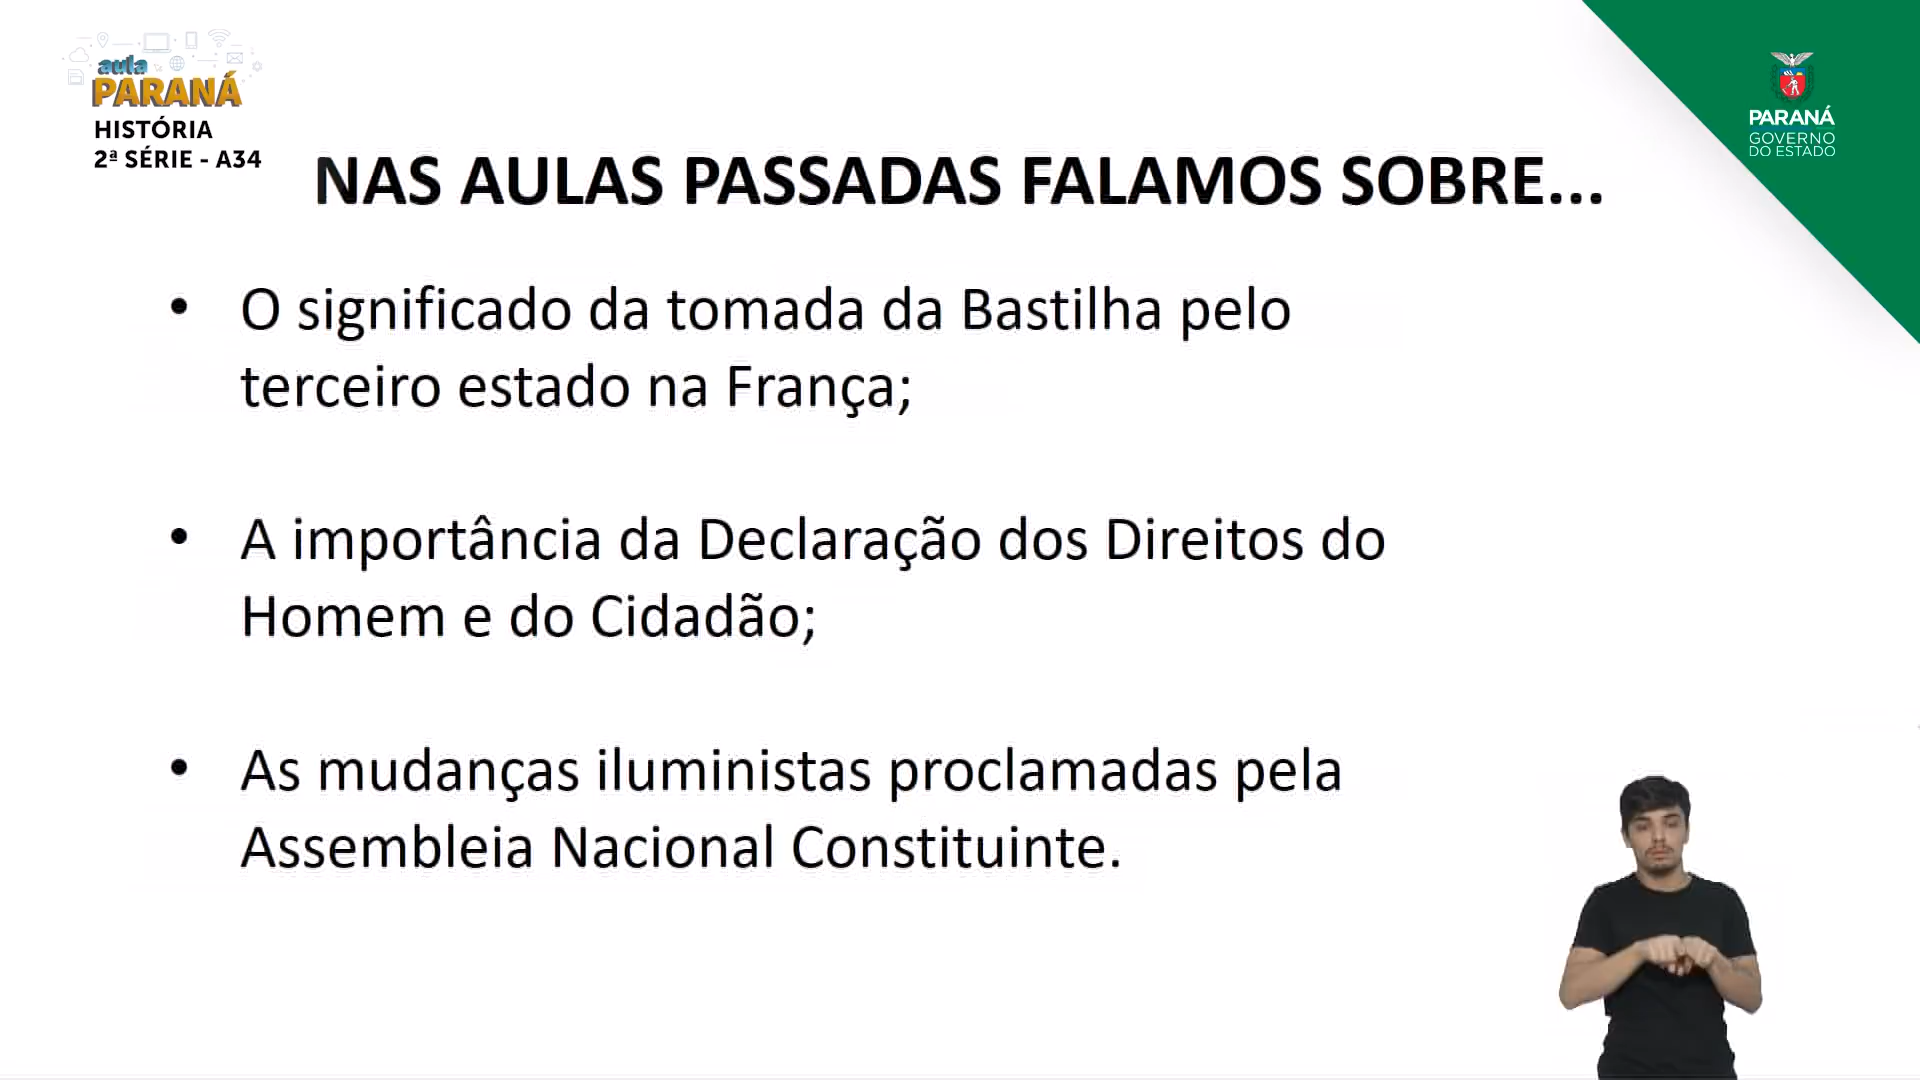 aula
PARANÁ
HISTÓRIA
2ª SÉRIE - A34
PARANÁ
GOVERNO
DO ESTADO
NAS AULAS PASSADAS FALAMOS SOBRE...
• O significado da tomada da Bastilha pelo
terceiro estado na França;
• A importância da Declaração dos Direitos do
Homem e do Cidadão;
• As mudanças iluministas proclamadas pela
Assembleia Nacional Constituinte.